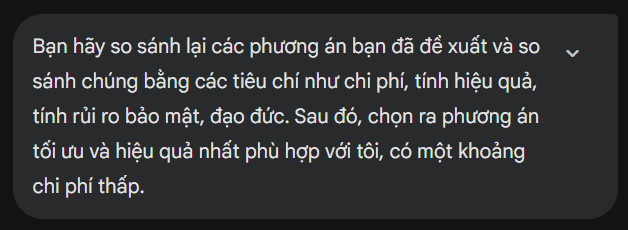 Bạn hãy so sánh lại các phương án bạn đã đề xuất và so
sánh chúng bằng các tiêu chí như chi phí, tính hiệu quả,
tính rủi ro bảo mật, đạo đức. Sau đó, chọn ra phương án
tối ưu và hiệu quả nhất phù hợp với tôi, có một khoảng
chi phí thấp.